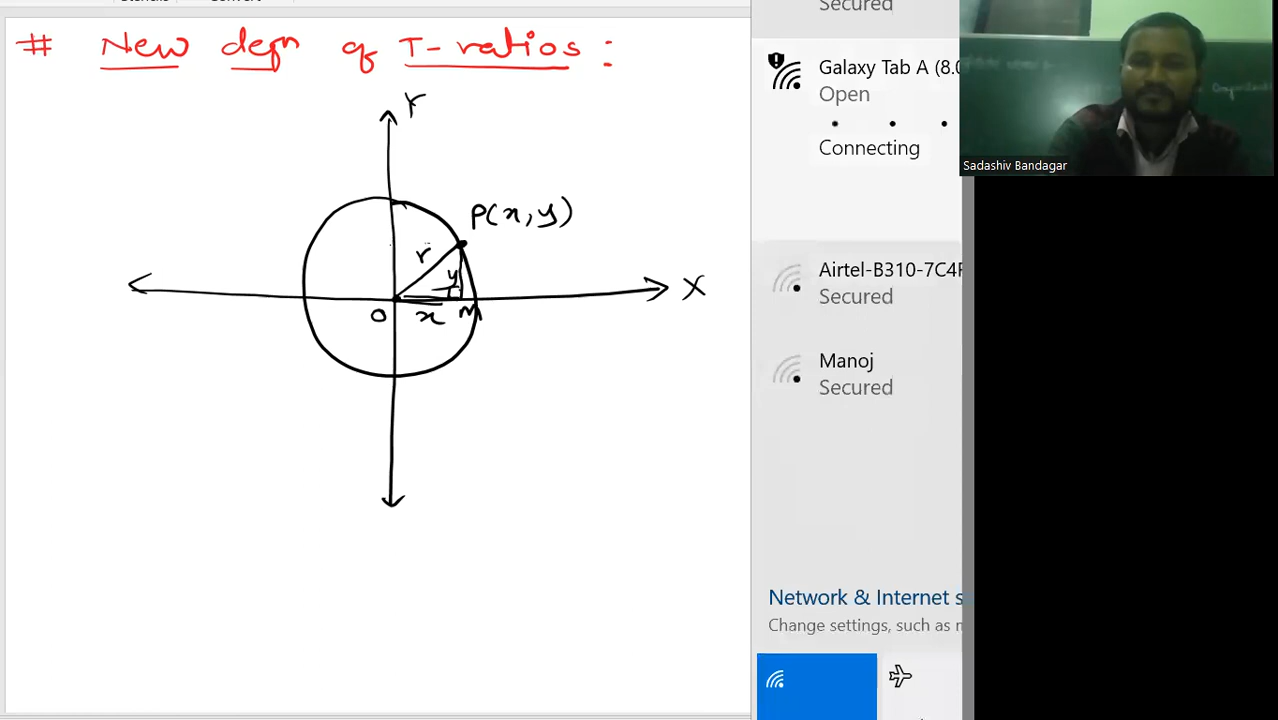 # New defn of T-ratios :
Y
P(x, y)
r
y
X
O
x
M
Secured
Galaxy Tab A (8.0
Open
Connecting
Airtel-B310-7C4F
Secured
Manoj
Secured
Network & Internet s
Change settings, such as m
Sadashiv Bandagar